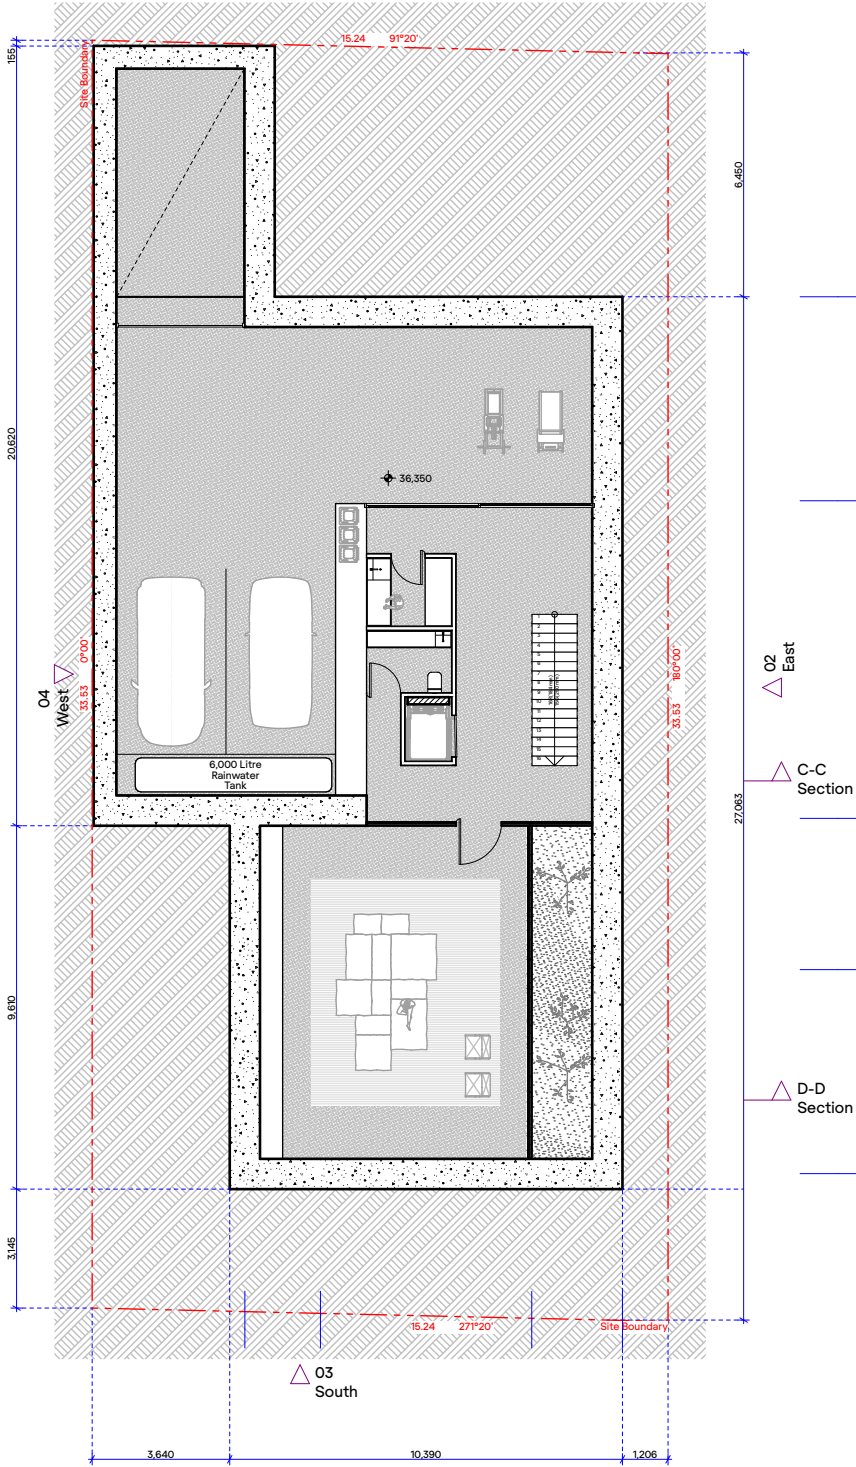 15.24 91°20'
155
Site Boundary
6,450
20,620
36,350
33.53 0°00'
04
West
02
East
33.53 180°00'
6,000 Litre
Rainwater
Tank
C-C
Section
27,063
9,610
D-D
Section
3,145
15.24 271°20'
Site Boundary
03
South
3,640
10,390
1,206